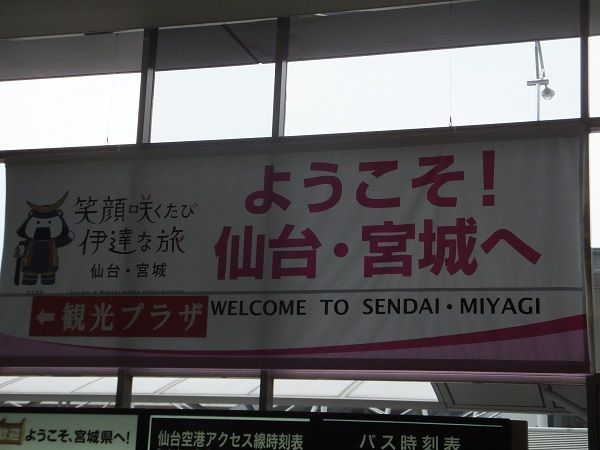 ようこそ!
仙台・宮城へ
笑顔咲くたび
伊達な旅
仙台・宮城
←観光プラザ
WELCOME TO SENDAI・MIYAGI
歓迎
ようこそ、宮城県へ!
仙台空港アクセス線時刻表
バス時刻表